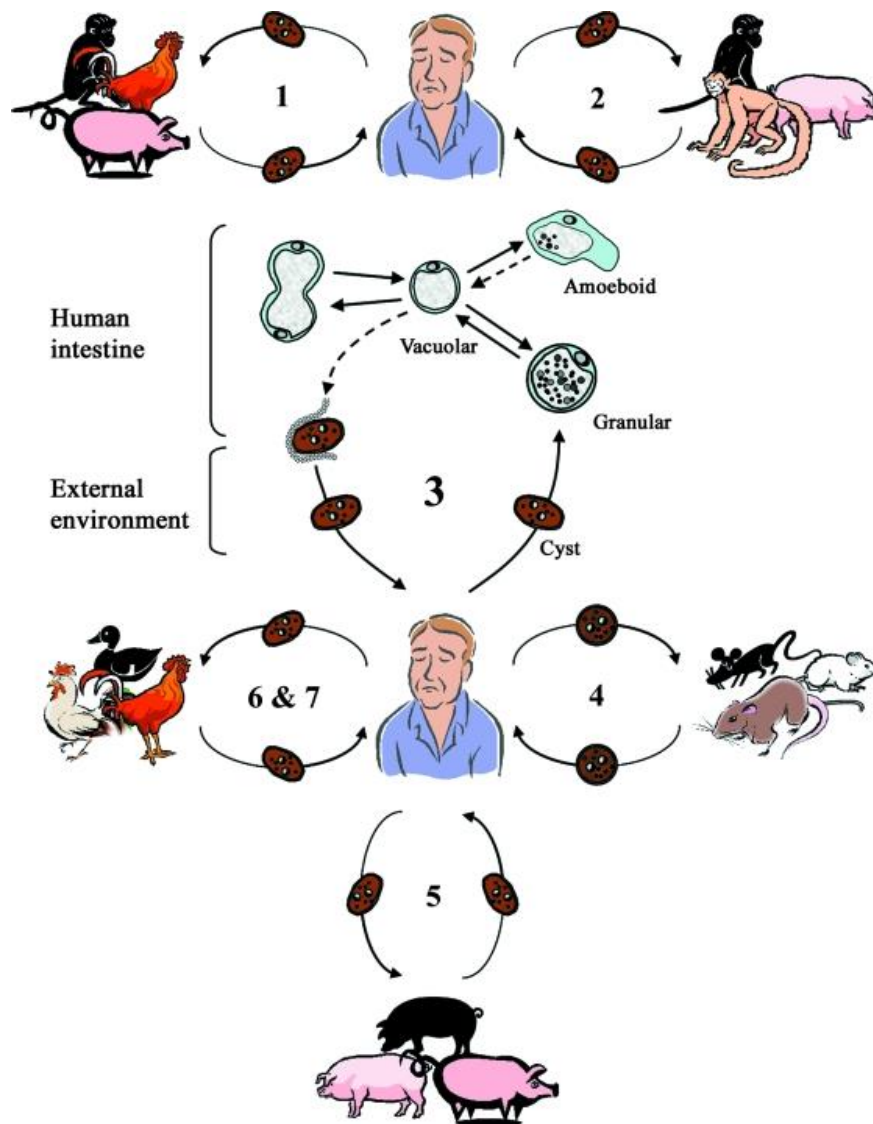 1
2
Human
intestine
Amoeboid
Vacuolar
Granular
External
environment
3
Cyst
6 & 7
4
5